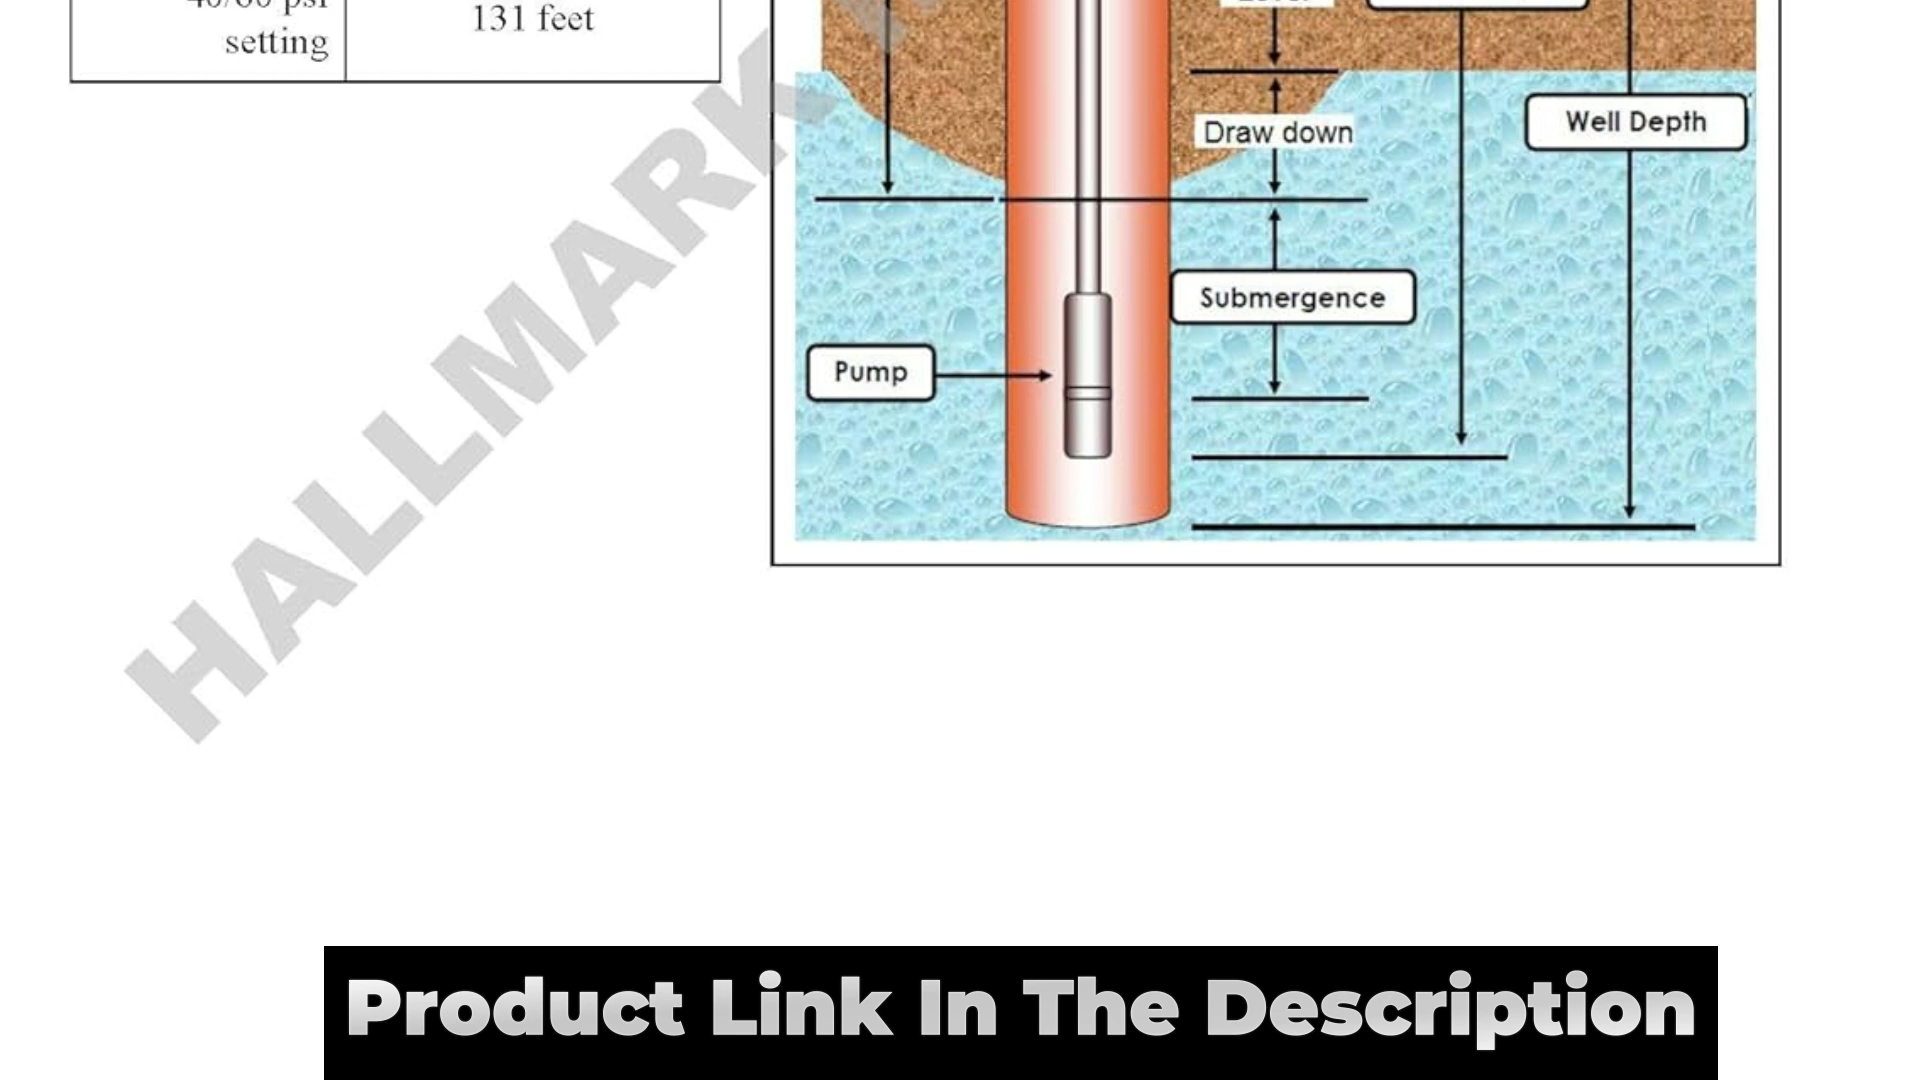 setting
131 feet
Draw down
Well Depth
Submergence
Pump
HALLMARK
Product Link In The Description